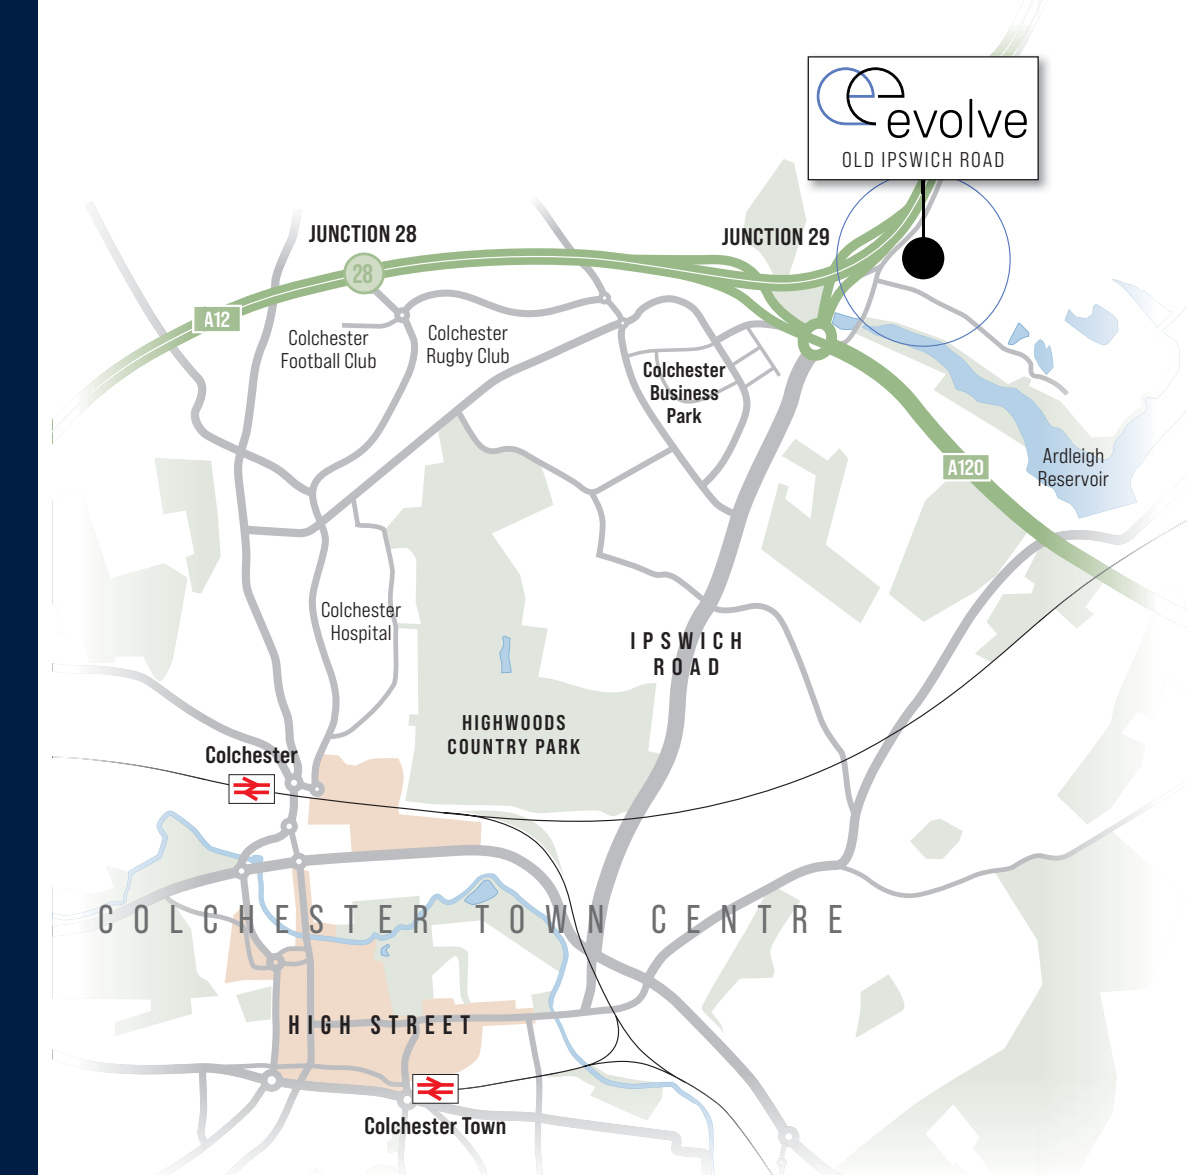 evolve
OLD IPSWICH ROAD
JUNCTION 28
JUNCTION 29
28
A12
Colchester
Football Club
Colchester
Rugby Club
Colchester
Business
Park
A120
Ardleigh
Reservoir
Colchester
Hospital
IPSWICH
ROAD
HIGHWOODS
COUNTRY PARK
Colchester
COLCHESTER TOWN CENTRE
HIGH STREET
Colchester Town